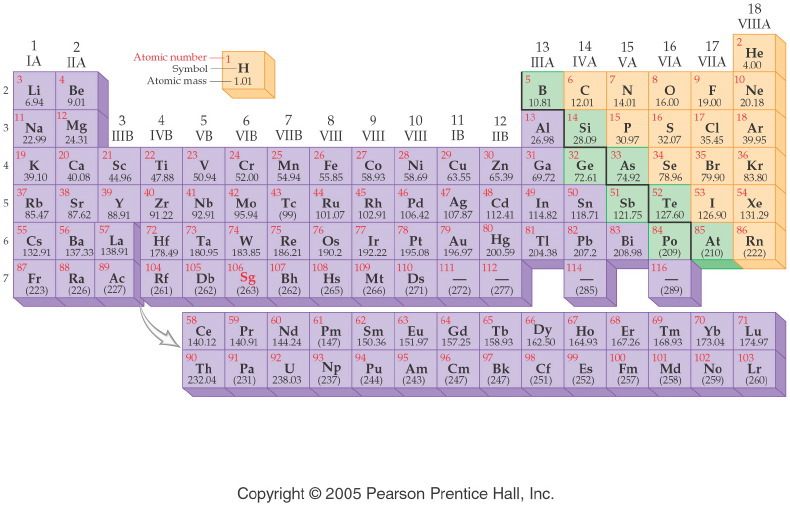 18
VIIIA
1 2 13 14 15 16 17
IA IIA IIIA IVA VA VIA VIIA
2
He
4.00
Atomic number 1
Symbol H
Atomic mass 1.01
2
3 4 5 6 7 8 9 10
Li Be B C N O F Ne
6.94 9.01 10.81 12.01 14.01 16.00 19.00 20.18
3 4 5 6 7 8 9 10 11 12
IIIB IVB VB VIB VIIB VIII VIII VIII IB IIB
3
11 12 13 14 15 16 17 18
Na Mg Al Si P S Cl Ar
22.99 24.31 26.98 28.09 30.97 32.07 35.45 39.95
4
19 20 21 22 23 24 25 26 27 28 29 30 31 32 33 34 35 36
K Ca Sc Ti V Cr Mn Fe Co Ni Cu Zn Ga Ge As Se Br Kr
39.10 40.08 44.96 47.88 50.94 52.00 54.94 55.85 58.93 58.69 63.55 65.39 69.72 72.61 74.92 78.96 79.90 83.80
5
37 38 39 40 41 42 43 44 45 46 47 48 49 50 51 52 53 54
Rb Sr Y Zr Nb Mo Tc Ru Rh Pd Ag Cd In Sn Sb Te I Xe
85.47 87.62 88.91 91.22 92.91 95.94 (99) 101.07 102.91 106.42 107.87 112.41 114.82 118.71 121.75 127.60 126.90 131.29
6
55 56 57 72 73 74 75 76 77 78 79 80 81 82 83 84 85 86
Cs Ba La Hf Ta W Re Os Ir Pt Au Hg Tl Pb Bi Po At Rn
132.91 137.33 138.91 178.49 180.95 183.85 186.21 190.2 192.22 195.08 196.97 200.59 204.38 207.2 208.98 (209) (210) (222)
7
87 88 89 104 105 106 107 108 109 110 111 112 114 116
Fr Ra Ac Rf Db Sg Bh Hs Mt Ds — — — —
(223) (226) (227) (261) (262) (263) (262) (265) (266) (271) (272) (277) (285) (289)
58 59 60 61 62 63 64 65 66 67 68 69 70 71
Ce Pr Nd Pm Sm Eu Gd Tb Dy Ho Er Tm Yb Lu
140.12 140.91 144.24 (147) 150.36 151.97 157.25 158.93 162.50 164.93 167.26 168.93 173.04 174.97
90 91 92 93 94 95 96 97 98 99 100 101 102 103
Th Pa U Np Pu Am Cm Bk Cf Es Fm Md No Lr
232.04 (231) 238.03 (237) (244) (243) (247) (247) (251) (252) (257) (258) (259) (260)
Copyright © 2005 Pearson Prentice Hall, Inc.